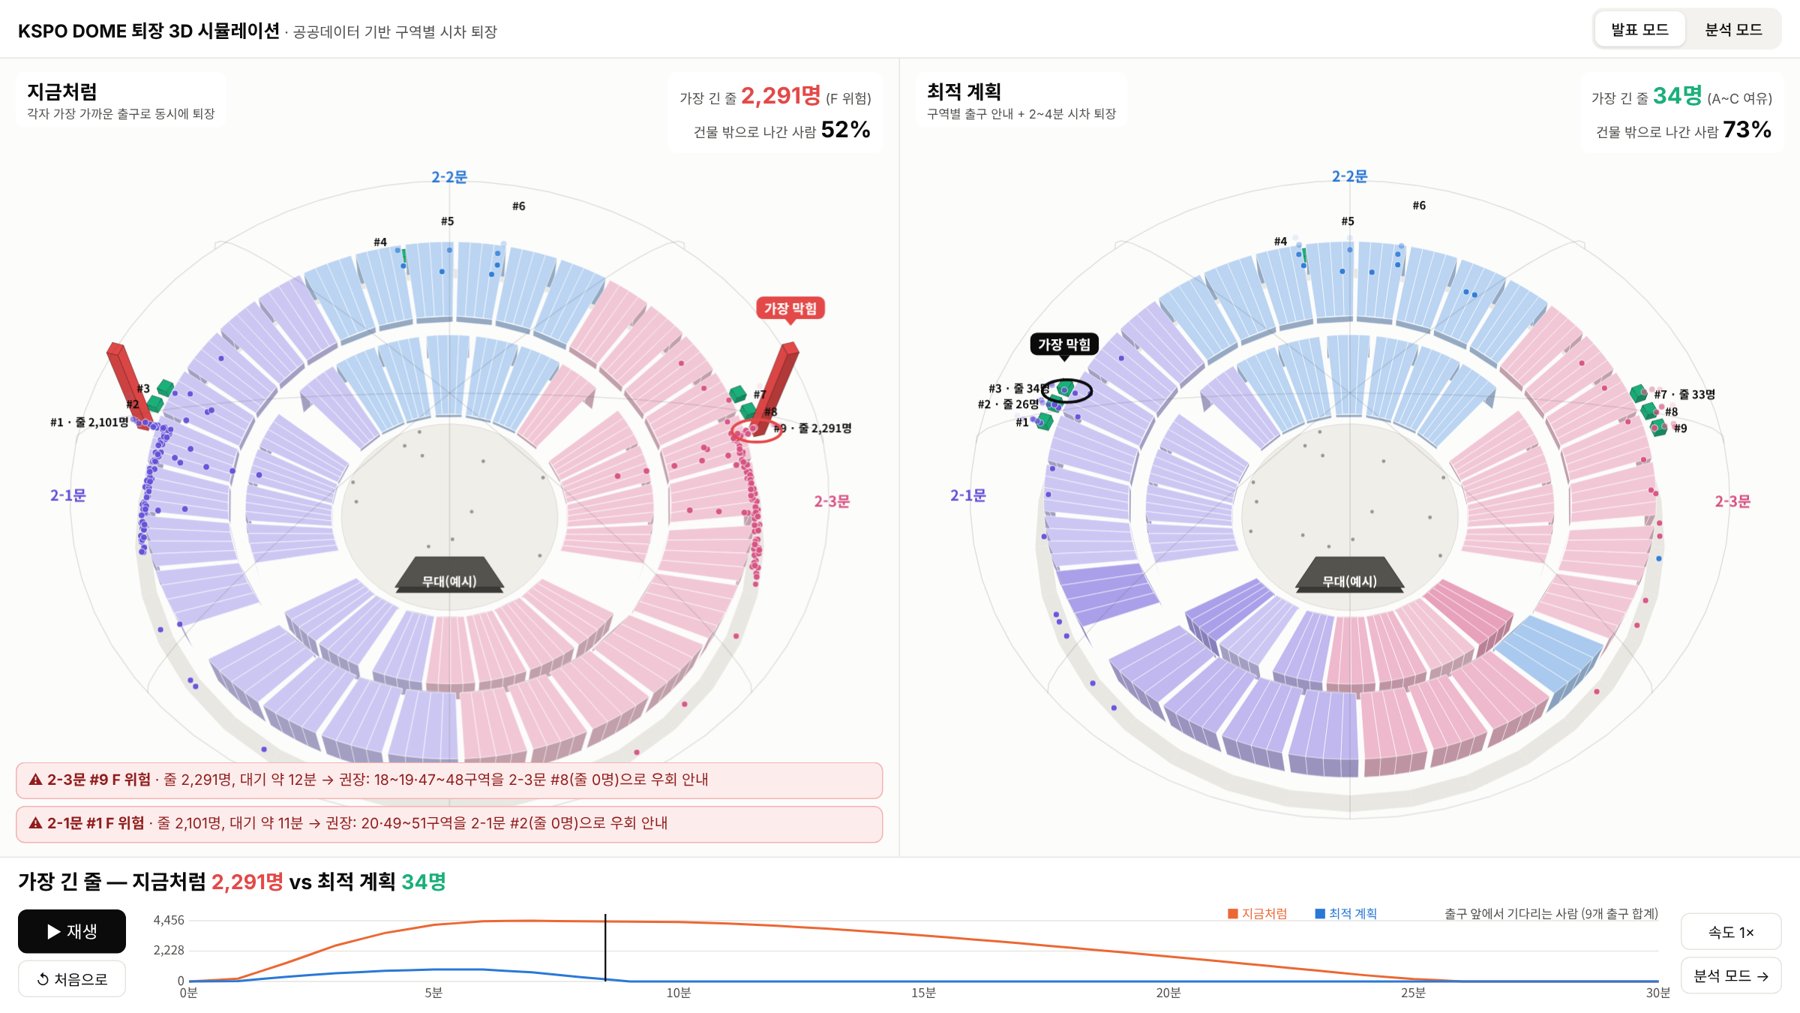 KSPO DOME 퇴장 3D 시뮬레이션 · 공공데이터 기반 구역별 시차 퇴장
발표 모드
분석 모드
지금처럼
각자 가장 가까운 출구로 동시에 퇴장
가장 긴 줄 2,291명 (F 위험)
건물 밖으로 나간 사람 52%
2-2문
#6
#5
#4
가장 막힘
#3
#2
#1 · 줄 2,101명
#7
#8
#9 · 줄 2,291명
2-1문
2-3문
무대(예시)
⚠ 2-3문 #9 F 위험 · 줄 2,291명, 대기 약 12분 → 권장: 18~19·47~48구역을 2-3문 #8(줄 0명)으로 우회 안내
⚠ 2-1문 #1 F 위험 · 줄 2,101명, 대기 약 11분 → 권장: 20·49~51구역을 2-1문 #2(줄 0명)으로 우회 안내
최적 계획
구역별 출구 안내 + 2~4분 시차 퇴장
가장 긴 줄 34명 (A~C 여유)
건물 밖으로 나간 사람 73%
2-2문
#6
#5
#4
가장 막힘
#3 · 줄 34명
#2 · 줄 26명
#1
#7 · 줄 33명
#8
#9
2-1문
2-3문
무대(예시)
가장 긴 줄 — 지금처럼 2,291명 vs 최적 계획 34명
▶ 재생
↺ 처음으로
지금처럼
최적 계획
출구 앞에서 기다리는 사람 (9개 출구 합계)
4,456
2,228
0
0분
5분
10분
15분
20분
25분
30분
속도 1×
분석 모드 →